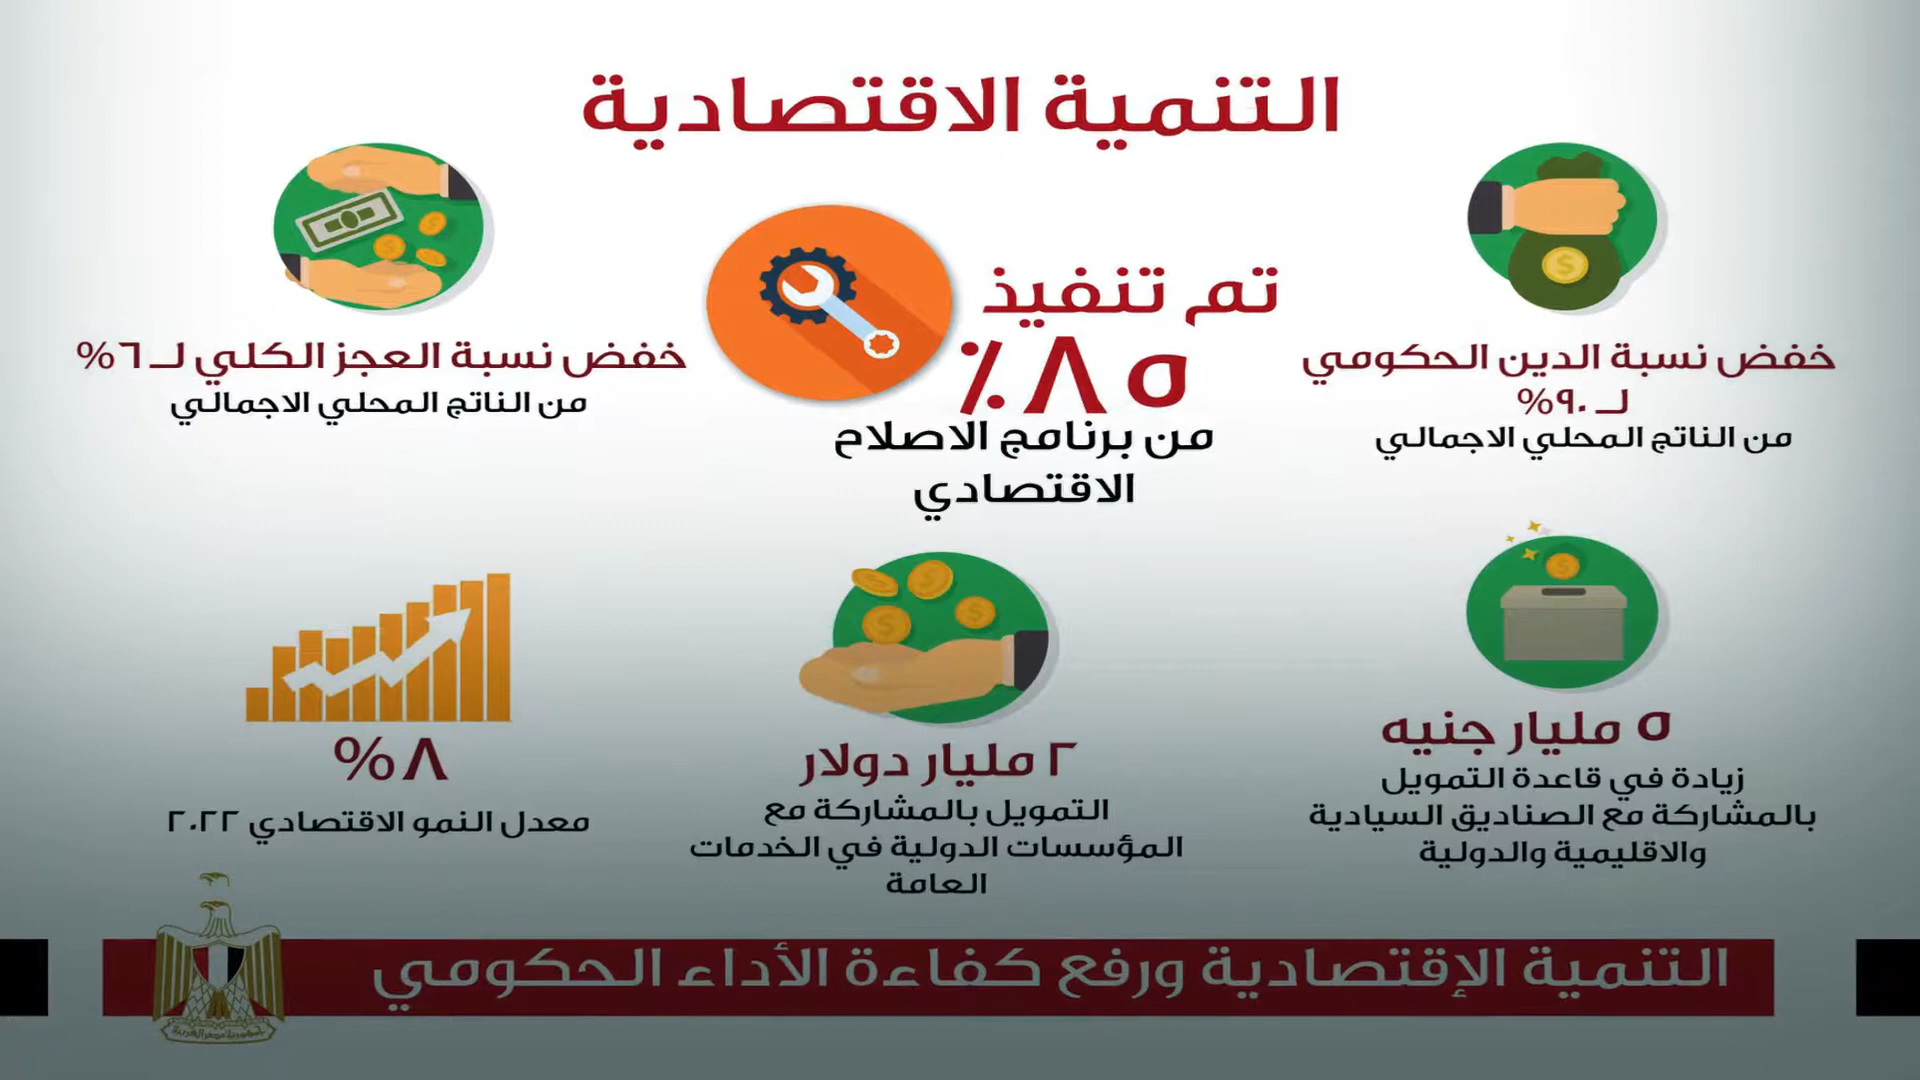 التنمية الاقتصادية
خفض نسبة الدين الحكومي
لـ ٩٠%
من الناتج المحلي الاجمالي
تم تنفيذ
٨٥٪
من برنامج الاصلاح
الاقتصادي
خفض نسبة العجز الكلي لـ ٦%
من الناتج المحلي الاجمالي
٥ مليار جنيه
زيادة في قاعدة التمويل
بالمشاركة مع الصناديق السيادية
والاقليمية والدولية
٢ مليار دولار
التمويل بالمشاركة مع
المؤسسات الدولية في الخدمات
العامة
٨%
معدل النمو الاقتصادي ٢٠٢٢
التنمية الإقتصادية ورفع كفاءة الأداء الحكومي
جمهورية مصر العربية